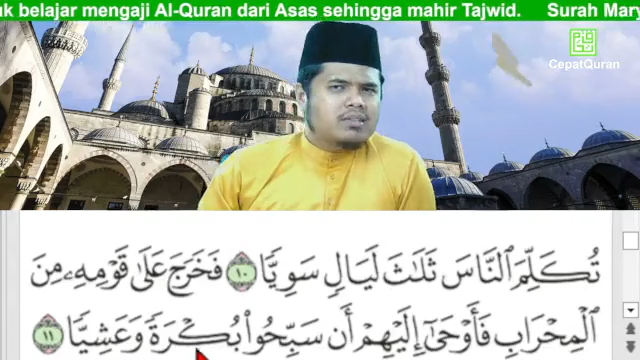 uk belajar mengaji Al-Quran dari Asas sehingga mahir Tajwid. Surah Mary
CepatQuran
تُكَلِّمَ ٱلنَّاسَ ثَلَٰثَ لَيَالٍ سَوِيًّا ١٠ فَخَرَجَ عَلَىٰ قَوْمِهِۦ مِنَ
ٱلْمِحْرَابِ فَأَوْحَىٰٓ إِلَيْهِمْ أَن سَبِّحُوا۟ بُكْرَةً وَعَشِيًّا ١١